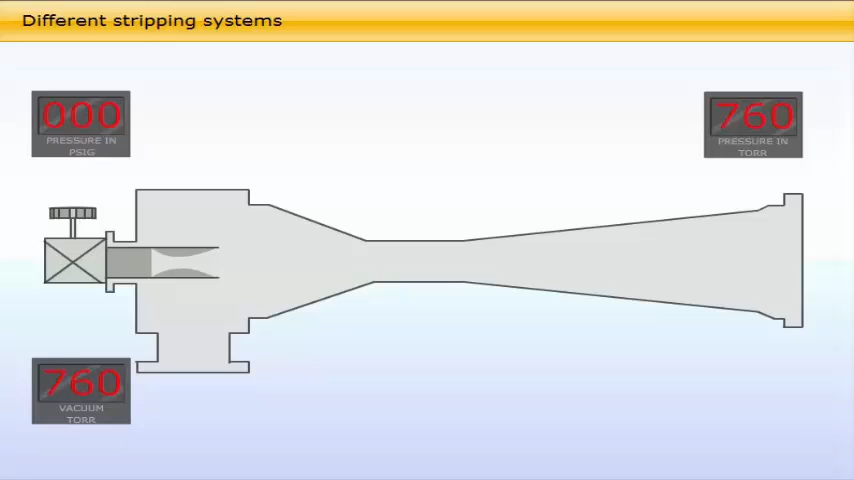 Different stripping systems
000
PRESSURE IN
PSIG
760
PRESSURE IN
TORR
760
VACUUM
TORR